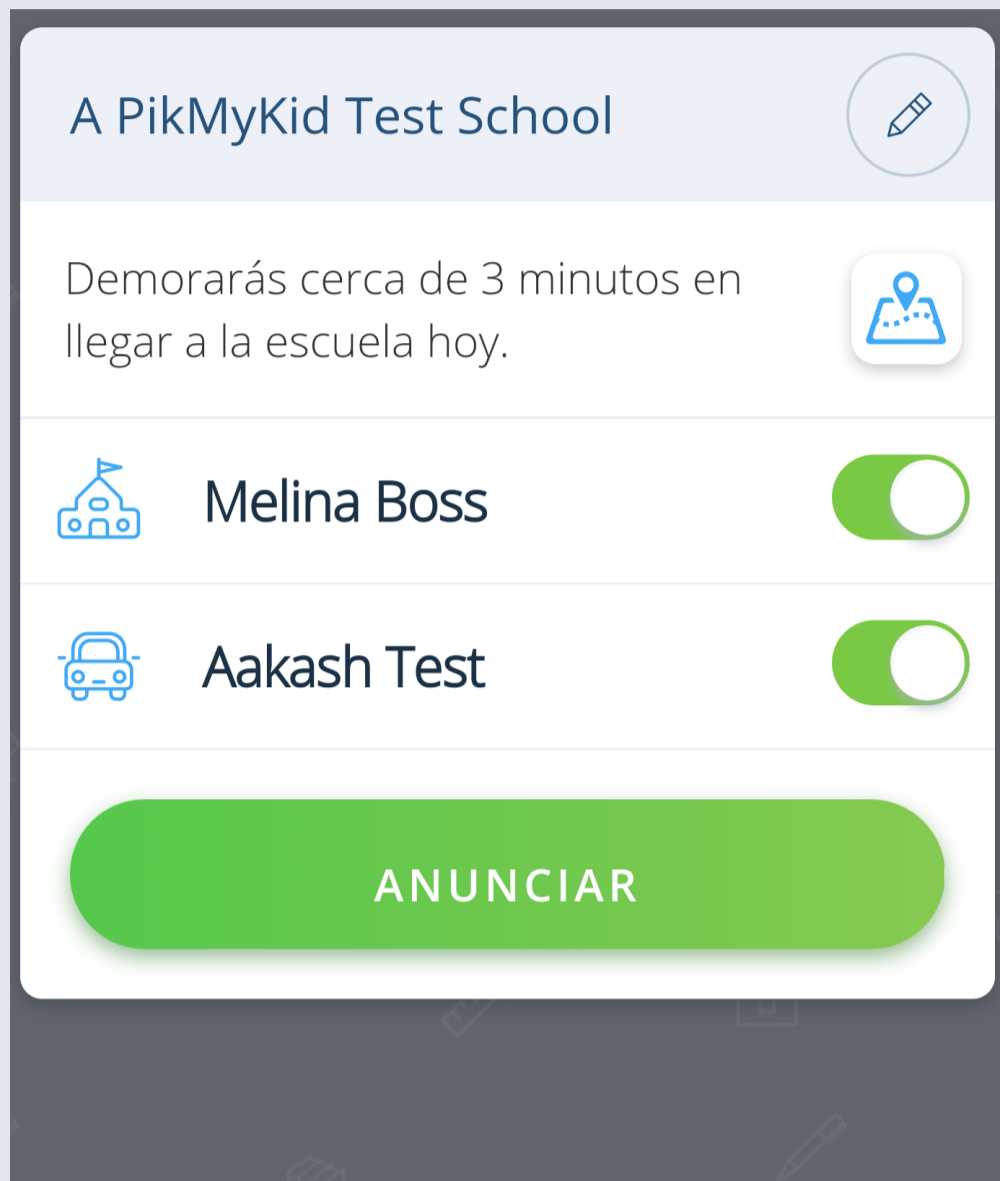 A PikMyKid Test School
Demorarás cerca de 3 minutos en
llegar a la escuela hoy.
Melina Boss
Aakash Test
ANUNCIAR